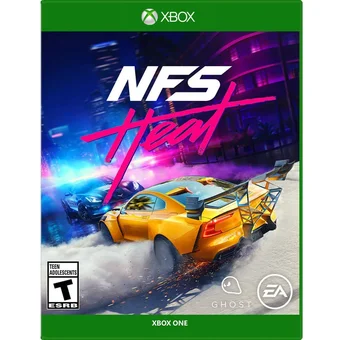 XBOX
NFS
Heat
TEEN
ADOLESCENTS
T
ESRB
GHOST
EA
XBOX ONE